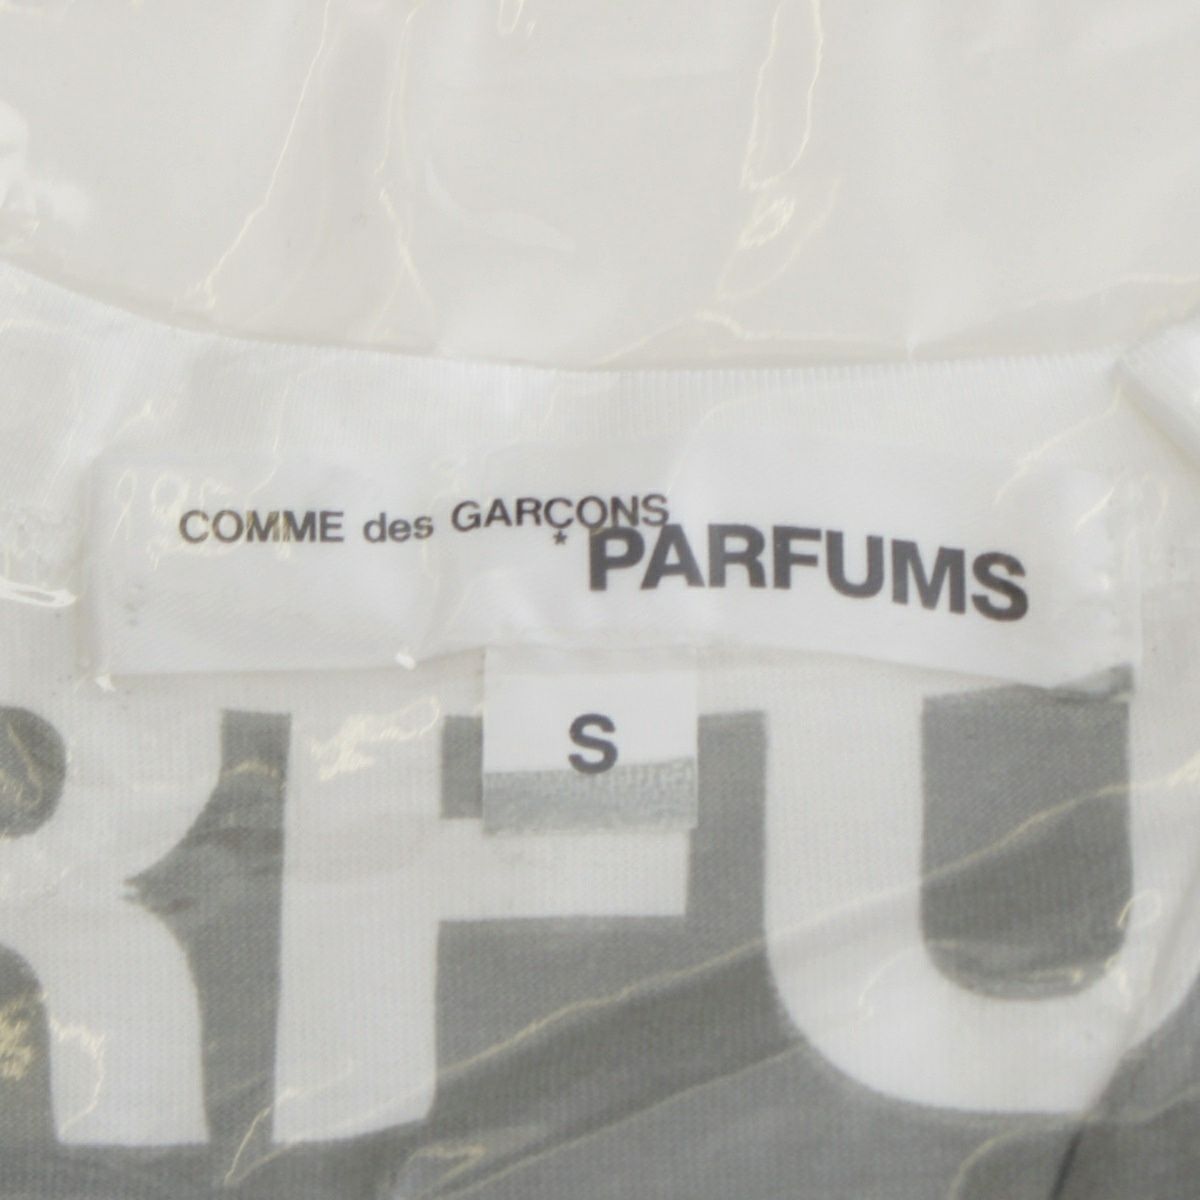 COMME des GARÇONS
* PARFUMS
S
RFU